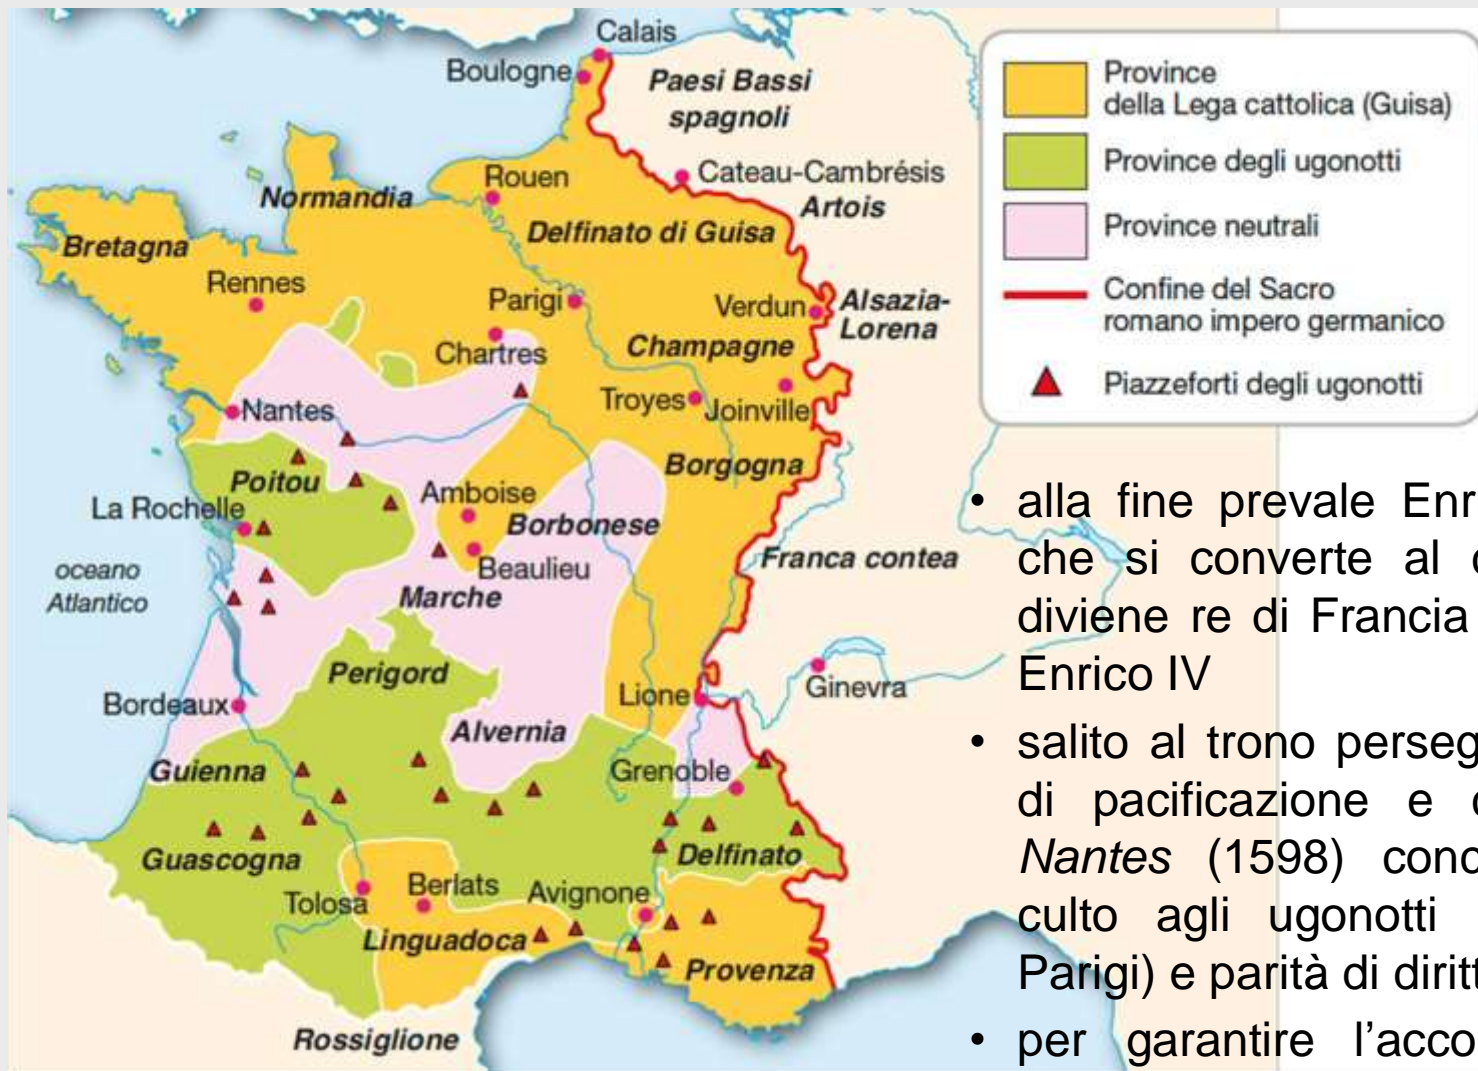 Calais
Boulogne
Paesi Bassi
spagnoli
Cateau-Cambrésis
Artois
Rouen
Normandia
Delfinato di Guisa
Bretagna
Rennes
Parigi
Verdun
Alsazia-
Lorena
Chartres
Champagne
Nantes
Troyes
Joinville
Poitou
Borgogna
La Rochelle
Amboise
Borbonese
Beaulieu
Franca contea
oceano
Atlantico
Marche
Perigord
Bordeaux
Lione
Ginevra
Alvernia
Guienna
Grenoble
Guascogna
Delfinato
Tolosa
Berlats
Avignone
Linguadoca
Provenza
Rossiglione
Province
della Lega cattolica (Guisa)
Province degli ugonotti
Province neutrali
Confine del Sacro
romano impero germanico
Piazzeforti degli ugonotti
• alla fine prevale Enr
che si converte al
diviene re di Francia
Enrico IV
• salito al trono perseg
di pacificazione e
Nantes (1598) conc
culto agli ugonotti
Parigi) e parità di diritt
• per garantire l'acco